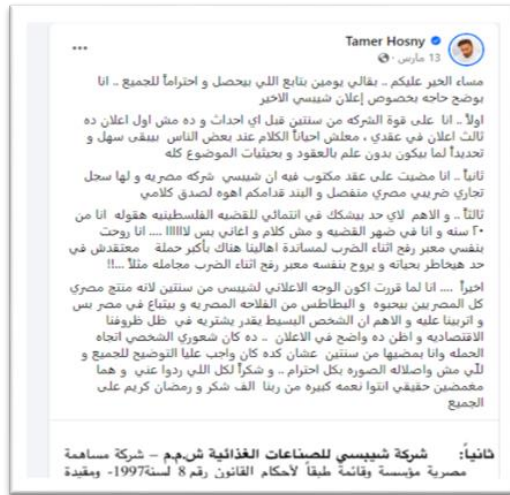 Tamer Hosny
13 مارس
مساء الخير عليكم .. بقالي يومين بتابع اللي بيحصل و احتراماً للجميع .. انا
بوضح حاجه بخصوص إعلان شيبسي الاخير
اولاً .. انا على قوة الشركه من سنتين قبل اي احداث و ده مش اول اعلان ده
ثالث اعلان في عقدي ، معلش احياناً الكلام عند بعض الناس بيبقى سهل و
تحديداً لما بيكون بدون علم بالعقود و بحيثيات الموضوع كله
ثانياً .. انا مضيت على عقد مكتوب فيه ان شيبسي شركه مصريه و لها سجل
تجاري ضريبي مصري متفصل و البند قدامكم اهوه لصدق كلامي
ثالثاً .. و الاهم لاي حد بيشكك في انتمائي للقضيه الفلسطينيه هقوله انا من
٢٠ سنه و انا في ضهر القضيه و مش كلام و اغاني بس لاااااا .... انا روحت
بنفسي معبر رفح اثناء الضرب لمساندة اهالينا هناك بأكبر حملة معتقدش في
حد هيخاطر بحياته و يروح بنفسه معبر رفح اثناء الضرب مجامله مثلاً ...!!
اخيراً .... انا لما قررت اكون الوجه الاعلاني لشيبسى من سنتين لانه منتج مصري
كل المصريين بيحبوه و البطاطس من الفلاحه المصريه و بيتباع في مصر بس
و اتربينا عليه و الاهم ان الشخص البسيط يقدر يشتريه في ظل ظروفنا
الاقتصاديه و اظن ده واضح في الاعلان .. ده كان شعوري الشخصي اتجاه
الحمله وانا بمضيها من سنتين عشان كده كان واجب عليا التوضيح للجميع و
للّي مش واصلاله الصوره بكل احترام .. و شكراً لكل اللي ردوا عني و هما
مغمضين حقيقي انتوا نعمه كبيره من ربنا الف شكر و رمضان كريم على
الجميع
ثانياً: شركة شيبسي للصناعات الغذائية ش.م.م – شركة مساهمة
مصرية مؤسسة وقائمة طبقاً لأحكام القانون رقم 8 لسنة1997- ومقيدة